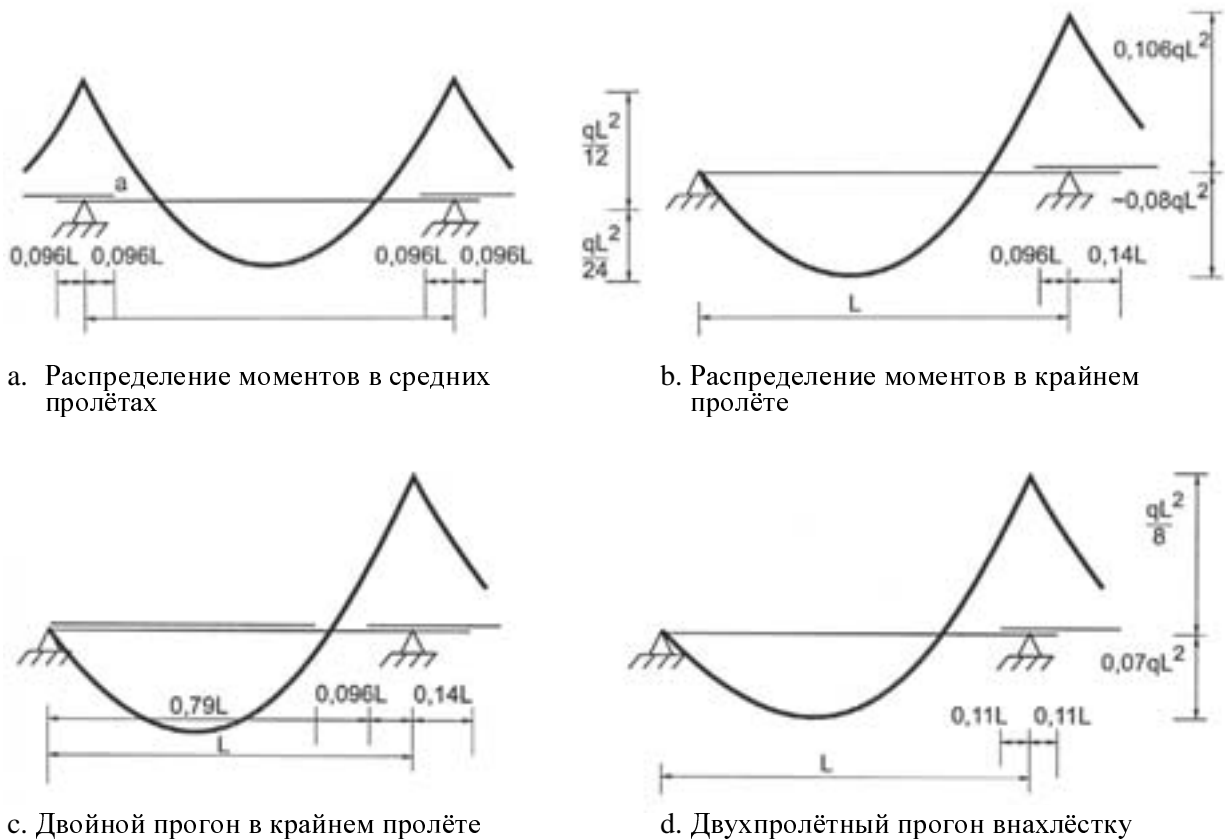 0,106qL²
qL²
12
a
~0,08qL²
0,096L 0,096L
0,096L 0,096L
qL²
24
0,096L 0,14L
L
a. Распределение моментов в средних
пролётах
b. Распределение моментов в крайнем
пролёте
qL²
8
0,07qL²
0,79L
0,096L 0,14L
L
0,11L 0,11L
L
c. Двойной прогон в крайнем пролёте
d. Двухпролётный прогон внахлёстку